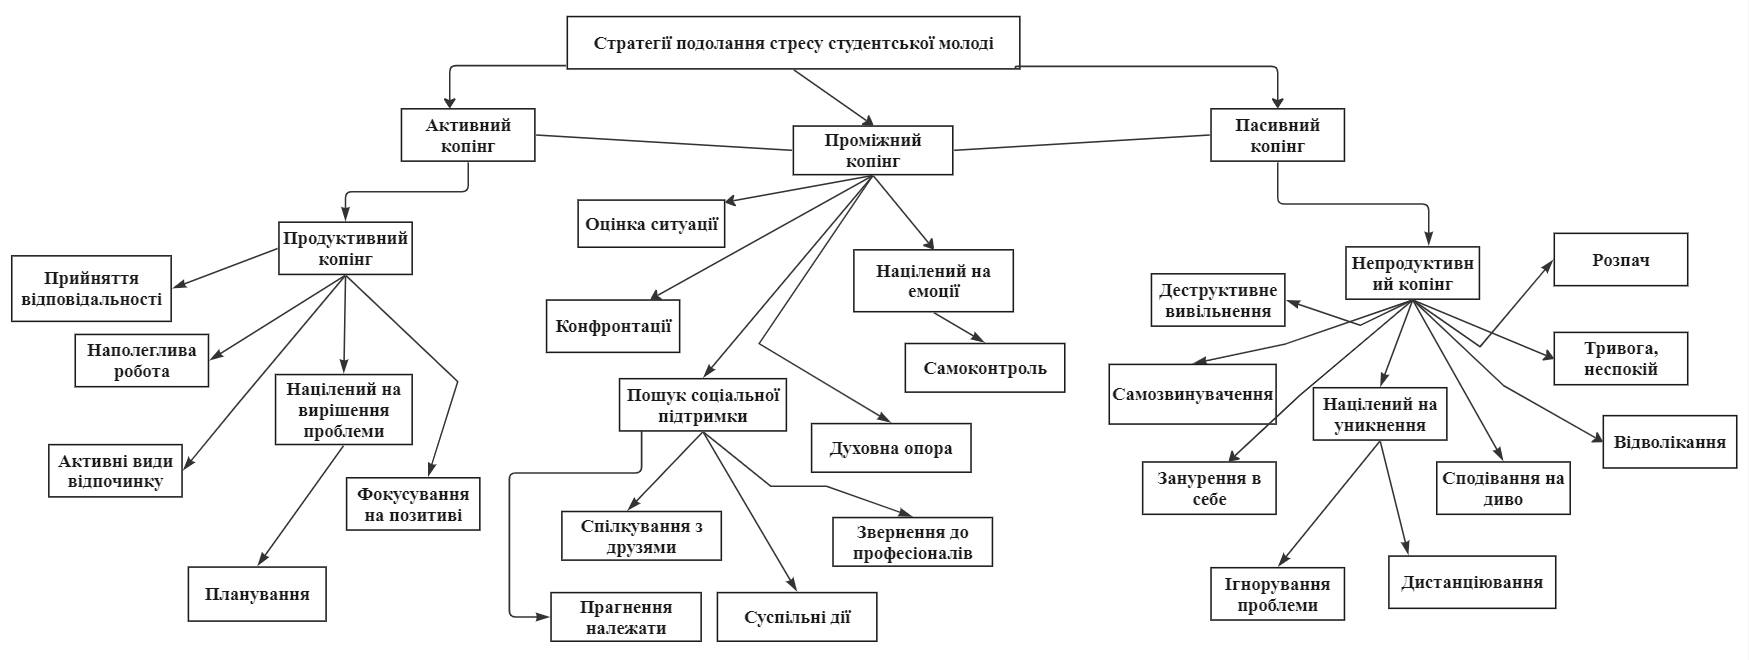 Стратегії подолання стресу студентської молоді
Активний
копінг
Проміжний
копінг
Пасивний
копінг
Продуктивний
копінг
Прийняття
відповідальності
Наполеглива
робота
Активні види
відпочинку
Націлений на
вирішення
проблеми
Фокусування
на позитиві
Планування
Оцінка ситуації
Конфронтації
Націлений на
емоції
Самоконтроль
Пошук соціальної
підтримки
Духовна опора
Спілкування з
друзями
Звернення до
професіоналів
Прагнення
належати
Суспільні дії
Непродуктивн
ий копінг
Розпач
Деструктивне
вивільнення
Тривога,
неспокій
Самозвинувачення
Націлений на
уникнення
Відволікання
Занурення в
себе
Сподівання на
диво
Ігнорування
проблеми
Дистанціювання